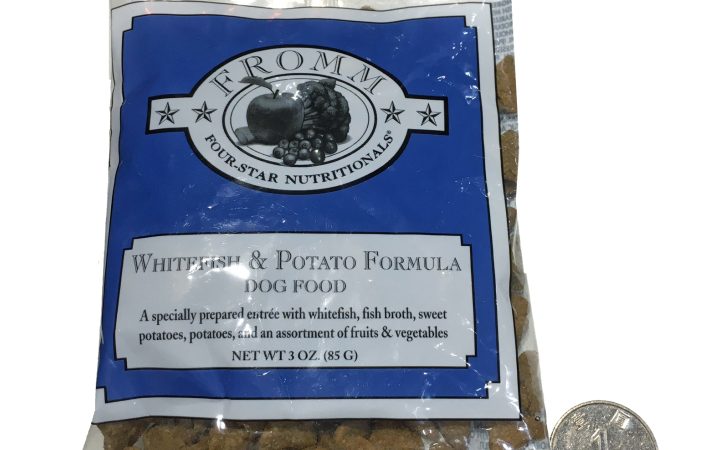 FROMM
FOUR-STAR NUTRITIONALS®
WHITEFISH & POTATO FORMULA
DOG FOOD
A specially prepared entrée with whitefish, fish broth, sweet
potatoes, potatoes, and an assortment of fruits & vegetables
NET WT 3 OZ. (85 G)
1